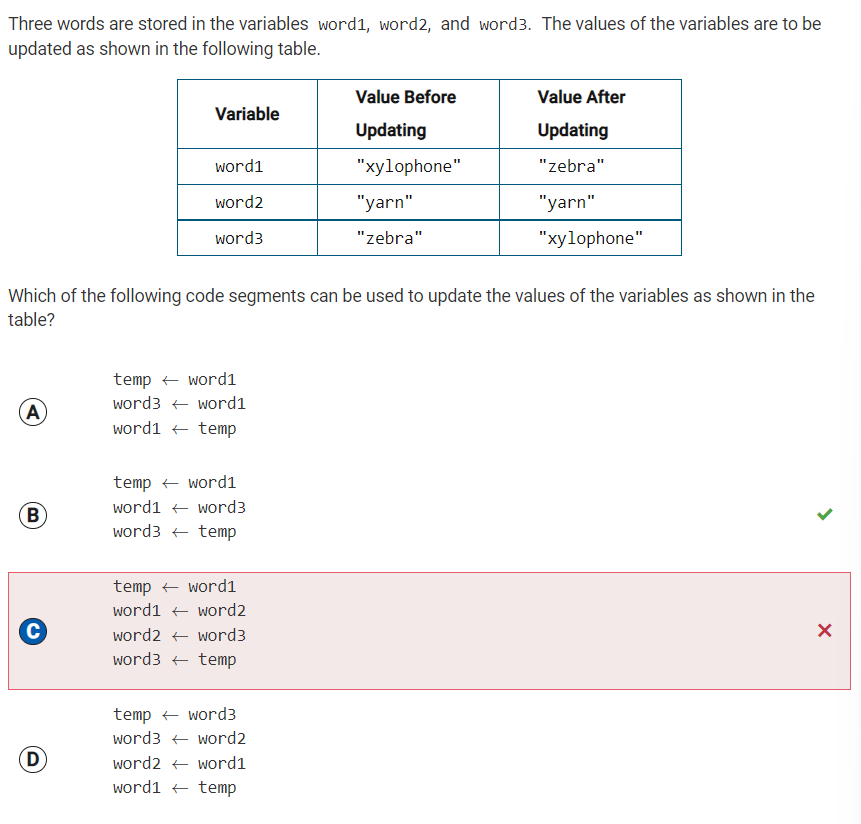 Three words are stored in the variables word1, word2, and word3. The values of the variables are to be
updated as shown in the following table.
Variable
Value Before
Updating
Value After
Updating
word1 "xylophone" "zebra"
word2 "yarn" "yarn"
word3 "zebra" "xylophone"
Which of the following code segments can be used to update the values of the variables as shown in the
table?
A
temp ← word1
word3 ← word1
word1 ← temp
B
temp ← word1
word1 ← word3
word3 ← temp
C
temp ← word1
word1 ← word2
word2 ← word3
word3 ← temp
D
temp ← word3
word3 ← word2
word2 ← word1
word1 ← temp